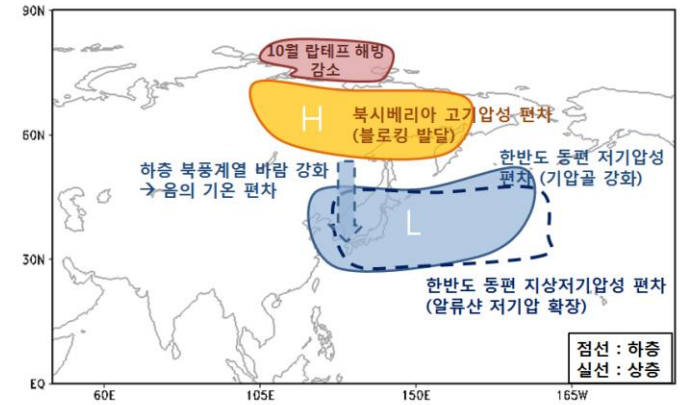 90N
10월 랍테프 해빙
감소
H
북시베리아 고기압성 편차
(블로킹 발달)
60N
하층 북풍계열 바람 강화
→ 음의 기온 편차
한반도 동편 저기압성
편차 (기압골 강화)
L
30N
한반도 동편 지상저기압성 편차
(알류샨 저기압 확장)
점선 : 하층
실선 : 상층
EQ
60E
105E
150E
165W